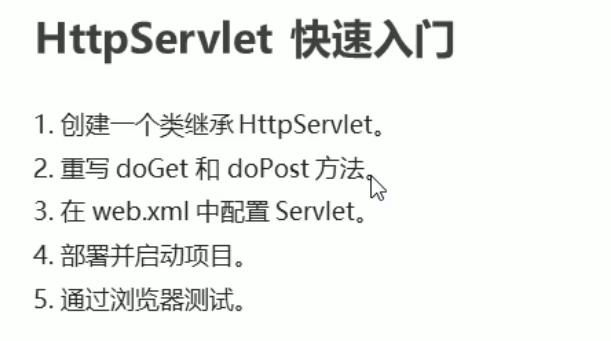 HttpServlet 快速入门
1. 创建一个类继承 HttpServlet。
2. 重写 doGet 和 doPost 方法。
3. 在 web.xml 中配置 Servlet。
4. 部署并启动项目。
5. 通过浏览器测试。